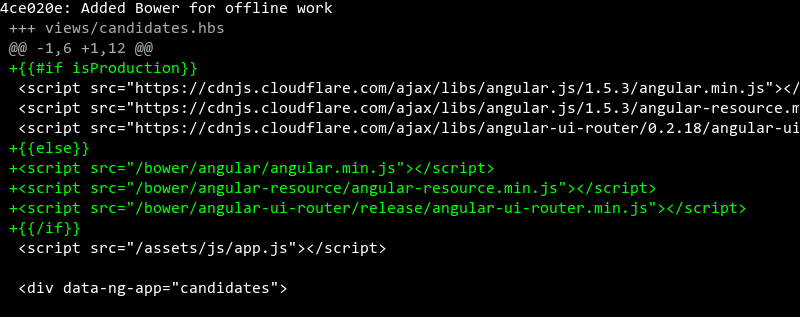 4ce020e: Added Bower for offline work
+++ views/candidates.hbs
@@ -1,6 +1,12 @@
+{{#if isProduction}}
<script src="https://cdnjs.cloudflare.com/ajax/libs/angular.js/1.5.3/angular.min.js"></
<script src="https://cdnjs.cloudflare.com/ajax/libs/angular.js/1.5.3/angular-resource.m
<script src="https://cdnjs.cloudflare.com/ajax/libs/angular-ui-router/0.2.18/angular-ui
+{{else}}
+<script src="/bower/angular/angular.min.js"></script>
+<script src="/bower/angular-resource/angular-resource.min.js"></script>
+<script src="/bower/angular-ui-router/release/angular-ui-router.min.js"></script>
+{{/if}}
<script src="/assets/js/app.js"></script>
<div data-ng-app="candidates">